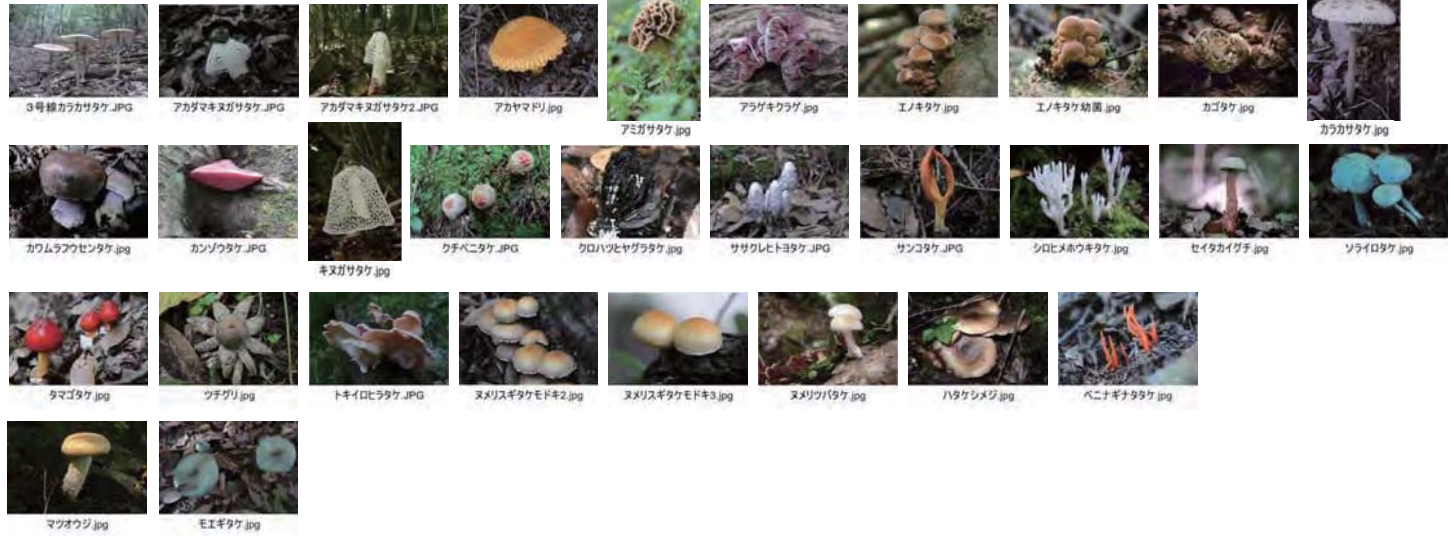 3号線カラカサタケ.JPG
アカダマキヌガサタケ.JPG
アカダマキヌガサタケ2.JPG
アカヤマドリ.jpg
アミガサタケ.jpg
アラゲキクラゲ.jpg
エノキタケ.jpg
エノキタケ幼菌.jpg
カゴタケ.jpg
カラカサタケ.jpg
カワムラフウセンタケ.jpg
カンゾウタケ.JPG
キヌガサタケ.jpg
クチベニタケ.JPG
クロハツとヤグラタケ.jpg
ササクレヒトヨタケ.JPG
サンコタケ.JPG
シロヒメホウキタケ.jpg
セイタカイグチ.jpg
ソライロタケ.jpg
タマゴタケ.jpg
ツチグリ.jpg
トキイロヒラタケ.JPG
ヌメリスギタケモドキ2.jpg
ヌメリスギタケモドキ3.jpg
ヌメリツバタケ.jpg
ハタケシメジ.jpg
ベニナギナタタケ.jpg
マツオウジ.jpg
モエギタケ.jpg